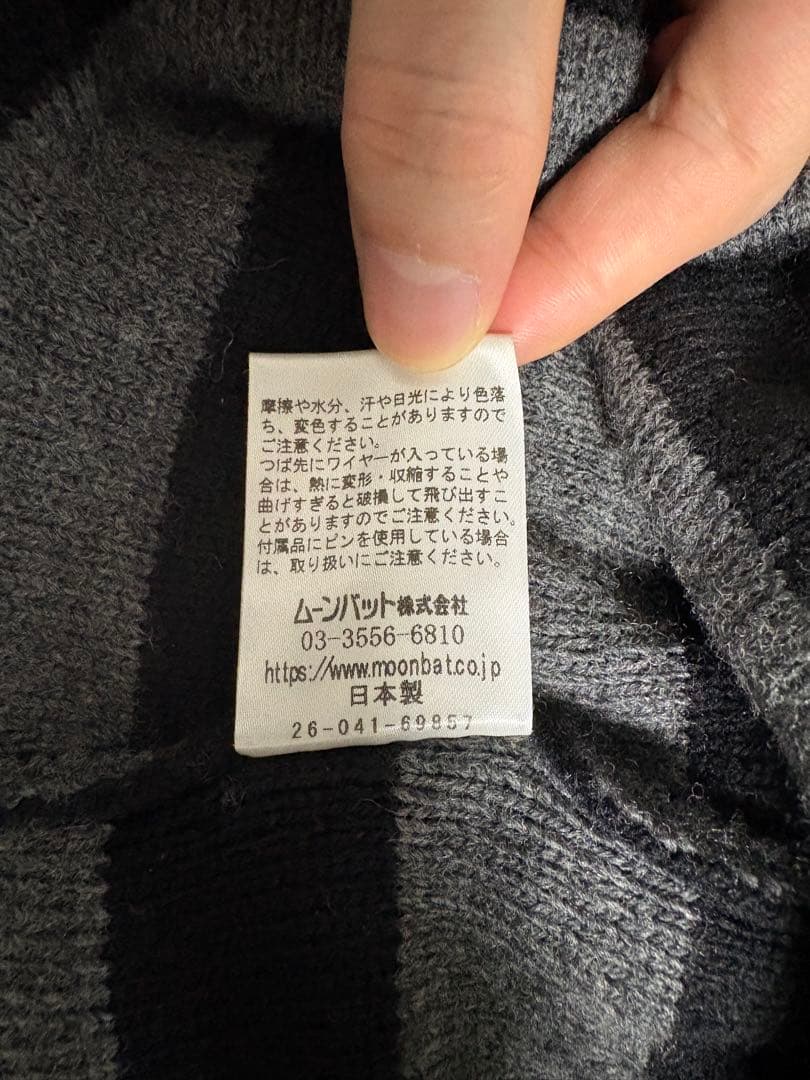 摩擦や水分、汗や日光により色落
ち、変色することがありますので
ご注意ください。
つば先にワイヤーが入っている場
合は、熱に変形・収縮することや
曲げすぎると破損して飛び出すこ
とがありますのでご注意ください。
付属品にピンを使用している場合
は、取り扱いにご注意ください。
ムーンバット株式会社
03-3556-6810
https://www.moonbat.co.jp
日本製
26-041-69857